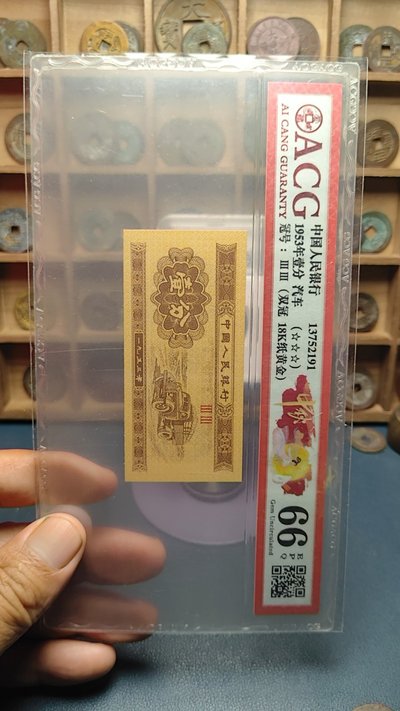 ACG
AI CANG GUARANTY
中国人民银行 13752191
1953年壹分 汽车 (☆☆☆)
冠号: III III (双冠 18K纸黄金)
66 EPQ
Gem Uncirculated
壹分
中国人民银行
一九五三年
III III